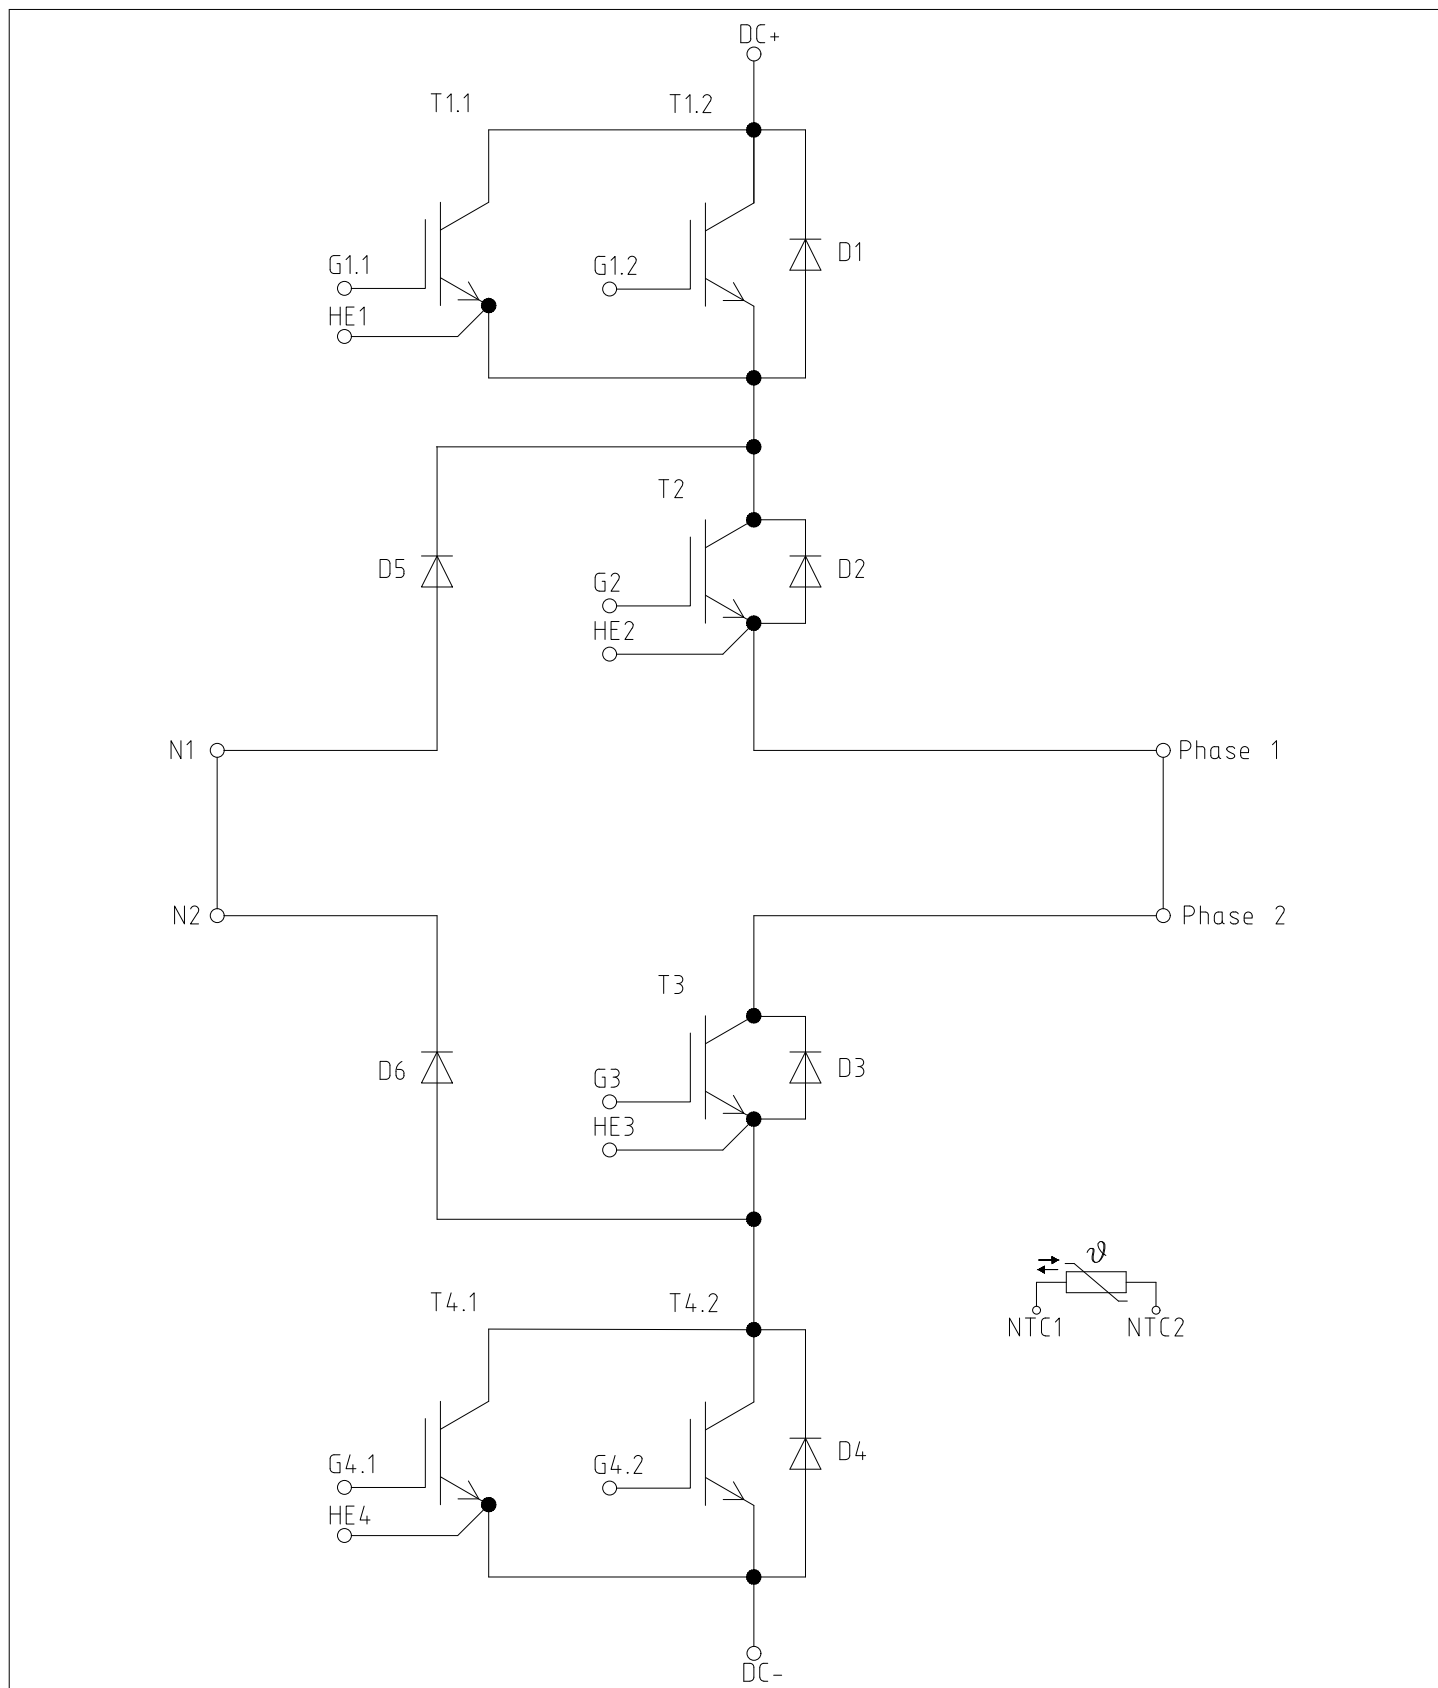 DC+
T1.1
T1.2
G1.1
G1.2
D1
HE1
T2
D5
G2
D2
HE2
N1
Phase 1
N2
Phase 2
T3
D6
G3
D3
HE3
ϑ
T4.1
T4.2
NTC1
NTC2
G4.1
G4.2
D4
HE4
DC-